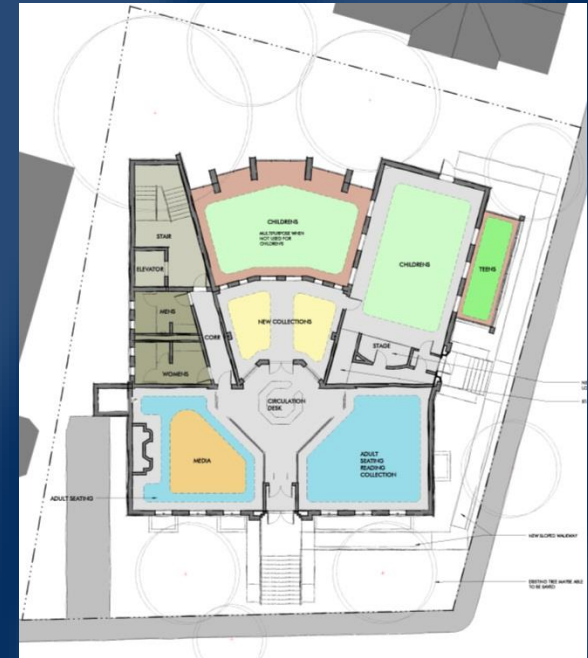 CHILDRENS
MULTIPURPOSE WHEN
NOT USED FOR
CHILDRENS
STAIR
CHILDRENS
TEENS
ELEVATOR
MENS
NEW COLLECTIONS
CORR
STAGE
WOMENS
CIRCULATION
DESK
MEDIA
ADULT
SEATING
READING
COLLECTION
ADULT SEATING
NEW SLOPED WALKWAY
EXISTING TREE MAYBE ABLE
TO BE SAVED